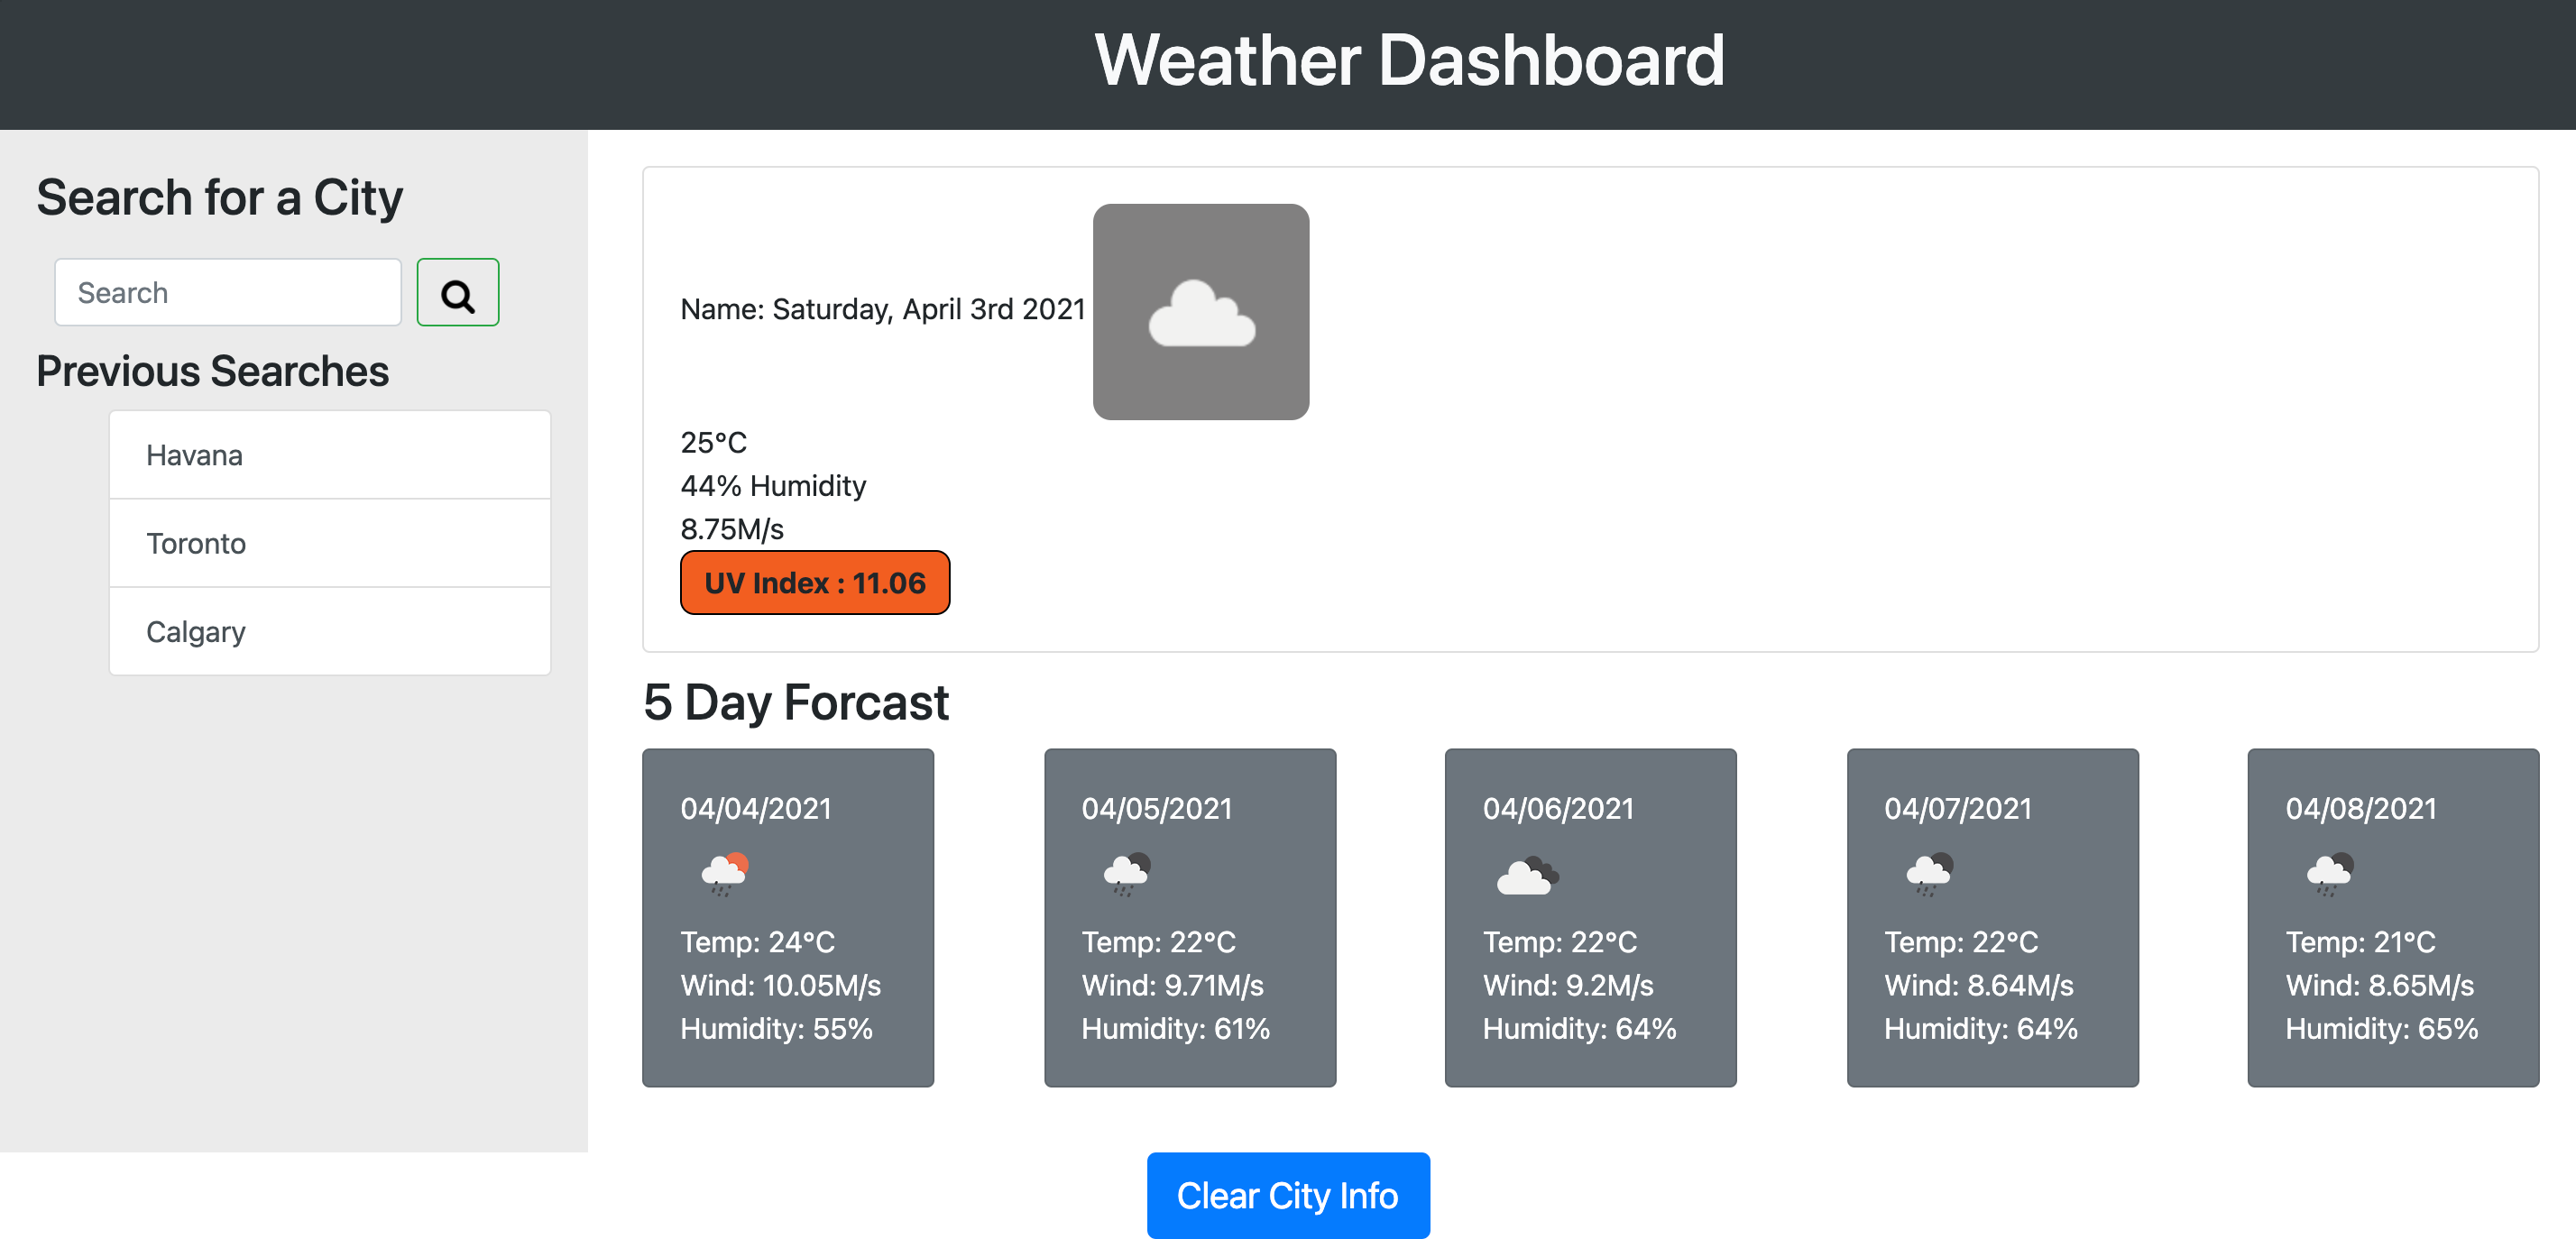 Weather Dashboard
Search for a City
Search
Previous Searches
Havana
Toronto
Calgary
Name: Saturday, April 3rd 2021
25°C
44% Humidity
8.75M/s
UV Index : 11.06
5 Day Forcast
04/04/2021
Temp: 24°C
Wind: 10.05M/s
Humidity: 55%
04/05/2021
Temp: 22°C
Wind: 9.71M/s
Humidity: 61%
04/06/2021
Temp: 22°C
Wind: 9.2M/s
Humidity: 64%
04/07/2021
Temp: 22°C
Wind: 8.64M/s
Humidity: 64%
04/08/2021
Temp: 21°C
Wind: 8.65M/s
Humidity: 65%
Clear City Info